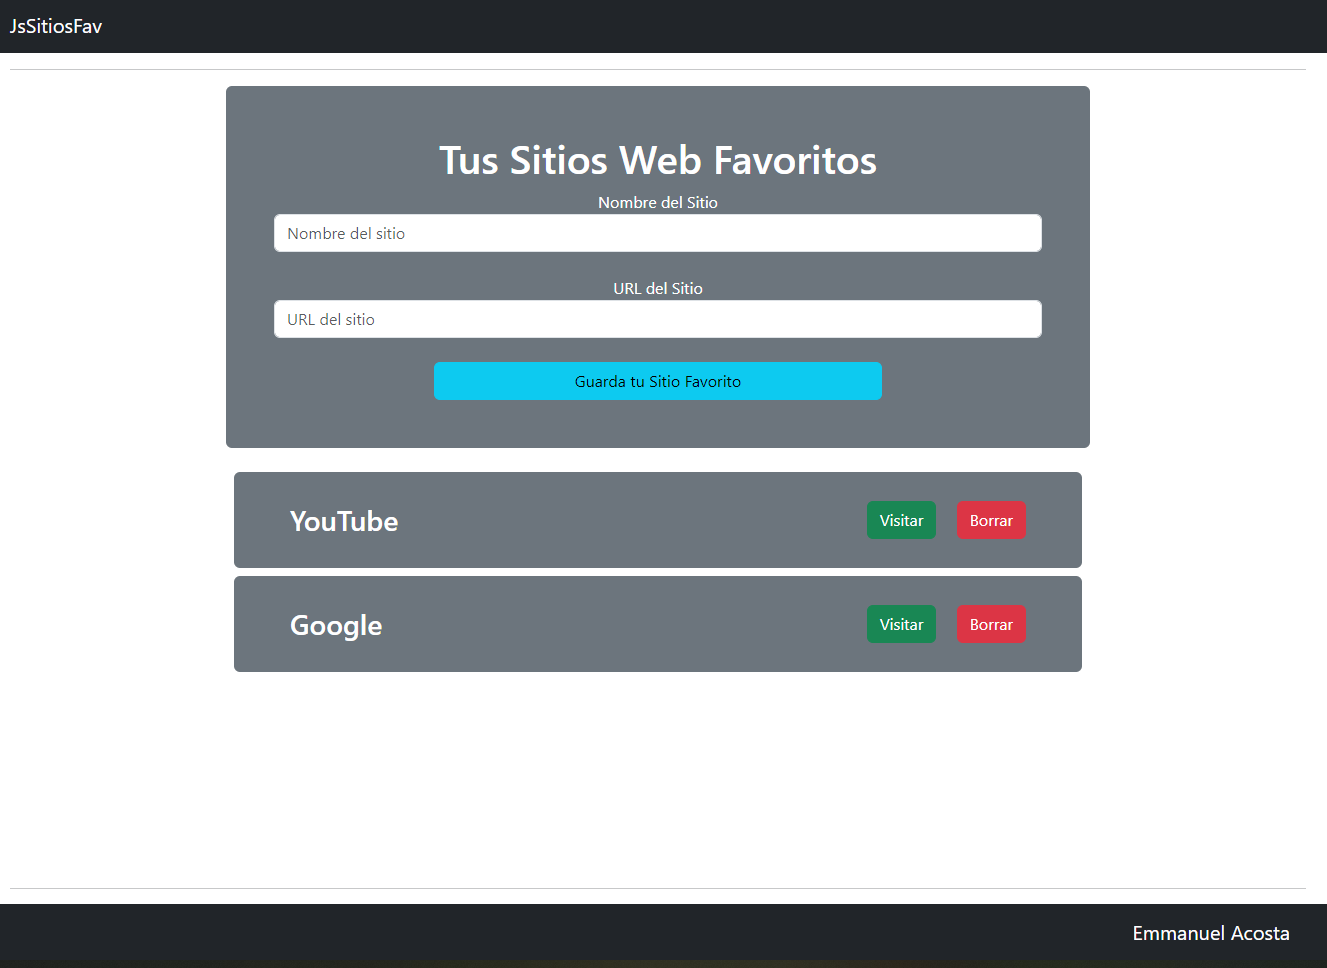 JsSitiosFav
Tus Sitios Web Favoritos
Nombre del Sitio
Nombre del sitio
URL del Sitio
URL del sitio
Guarda tu Sitio Favorito
YouTube Visitar Borrar
Google Visitar Borrar
Emmanuel Acosta